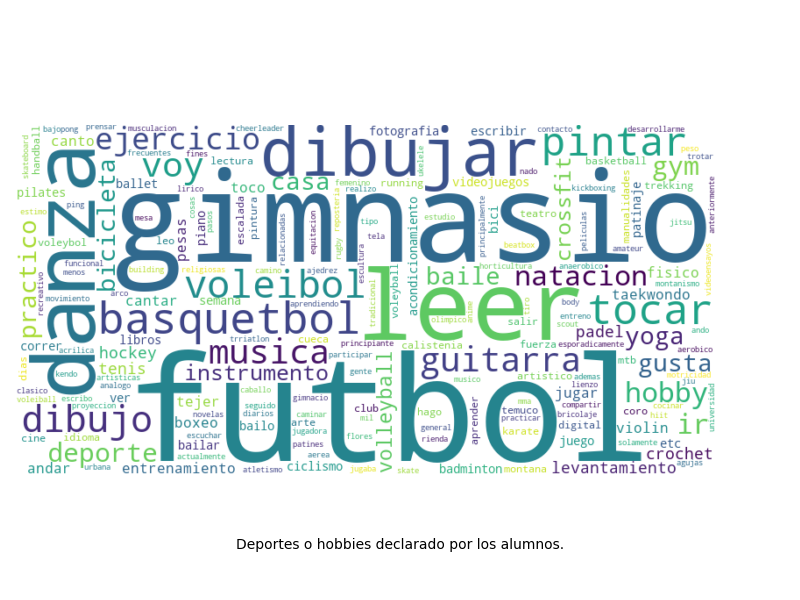 bajopong
prensar
musculacion
cheerleader
fotografia
escribir
contacto
desarrollarme
skateboard
handball
canto
ejercicio
dibujar
pintar
frecuentes
fines
lectura
voy
casa
ukelele
nado
basketball
trotar
peso
gym
pilates
ballet
lirico
toco
femenino
running
videojuegos
kickboxing
trekking
estimo
danza
bicicleta
gimnasio
mesa
pesas
cosas
piano
pasos
escalada
pintura
realizo
reposteria
rugby
relacionadas
equitacion
tipo
tela
estudio
principalmente
bici
teatro
beatbox
crossfit
peliculas
manualidades
patinaje
jitsu
anteriormente
amateur
ping
voleybol
leo
practico
recreativo
funcional
menos
building
religiosas
camino
ajedrez
escultura
acondicionamiento
horticultura
anaerobico
montanismo
videoensayos
movimiento
arco
voleibol
leer
baile
natacion
fisico
cantar
semana
aprendiendo
tradicional
voleyball
olimpico
anime
tiro
body
taekwondo
tocar
basquetbol
salir
entreno
scout
padel
yoga
ando
correr
acrilica
libros
trriatlon
cueca
principiante
calistenia
fuerza
esporadicamente
aerobico
hockey
musica
participar
guitarra
mtb
gusta
dias
tenis
kendo
artisticas
analogo
instrumento
gente
artistico
ademas
motricidad
jiu
clasico
voleiball
escribo
proyeccion
ver
tejer
caballo
gimnacio
futbol
volleyball
musico
mma
lienzo
jugar
compartir
hobby
cocinar
hiit
universidad
dibujo
novelas
seguido
diarios
caminar
club
mil
hago
aprender
temuco
practicar
bricolaje
coro
ir
boxeo
bailo
arte
jugadora
general
karate
digital
violin
cine
idioma
escuchar
flores
rienda
juego
solamente
etc
deporte
bailar
patines
actualmente
aerea
crochet
andar
urbana
entrenamiento
atletismo
ciclismo
jugaba
skate
badminton
montana
levantamiento
agujas
Deportes o hobbies declarado por los alumnos.